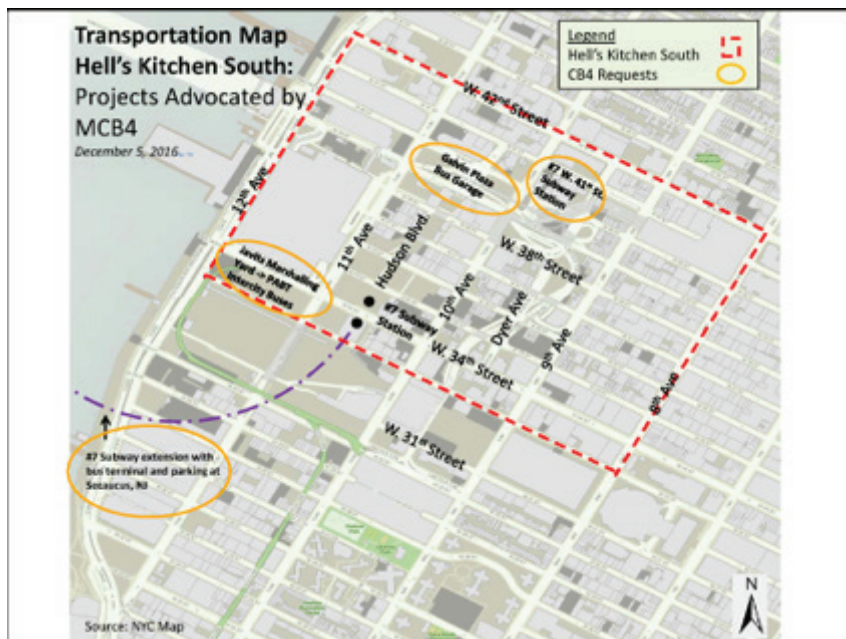 Transportation Map
Hell's Kitchen South:
Projects Advocated by
MCB4
December 5, 2016
Legend
Hell's Kitchen South
CB4 Requests
W. 42nd Street
Galvin Plaza
Bus Garage
#7 W. 41st St.
Subway
Station
12th Ave
11th Ave
Hudson Blvd.
W. 38th Street
Javits Marshalling
Yard -> PABT
Intercity Buses
#7 Subway
Station
10th Ave
Dyer Ave
9th Ave
8th Ave
W. 34th Street
W. 31st Street
#7 Subway extension with
bus terminal and parking at
Secaucus, NJ
N
Source: NYC Map